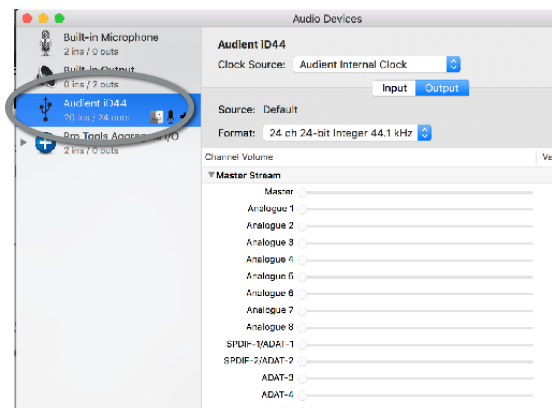 Audio Devices
Built-in Microphone
2 ins / 0 outs
Built-in Output
0 ins / 2 outs
Audient iD44
20 ins / 24 outs
Pro Tools Aggregate I/O
2 ins / 0 outs
Audient iD44
Clock Source: Audient Internal Clock
Input Output
Source: Default
Format: 24 ch 24-bit Integer 44.1 kHz
Channel Volume Va
Master Stream
Master
Analogue 1
Analogue 2
Analogue 3
Analogue 4
Analogue 5
Analogue 6
Analogue 7
Analogue 8
SPDIF-1/ADAT-1
SPDIF-2/ADAT-2
ADAT-3
ADAT-4